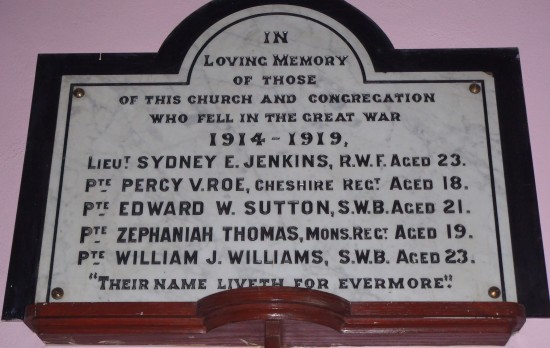 IN
LOVING MEMORY
OF THOSE
OF THIS CHURCH AND CONGREGATION
WHO FELL IN THE GREAT WAR
1914-1919,
LIEUT SYDNEY E. JENKINS, R.W.F. AGED 23.
PTE PERCY V. ROE, CHESHIRE REGT AGED 18.
PTE EDWARD W. SUTTON, S.W.B. AGED 21.
PTE ZEPHANIAH THOMAS, MONS. REGT AGED 19.
PTE WILLIAM J. WILLIAMS, S.W.B. AGED 23.
"THEIR NAME LIVETH FOR EVERMORE".